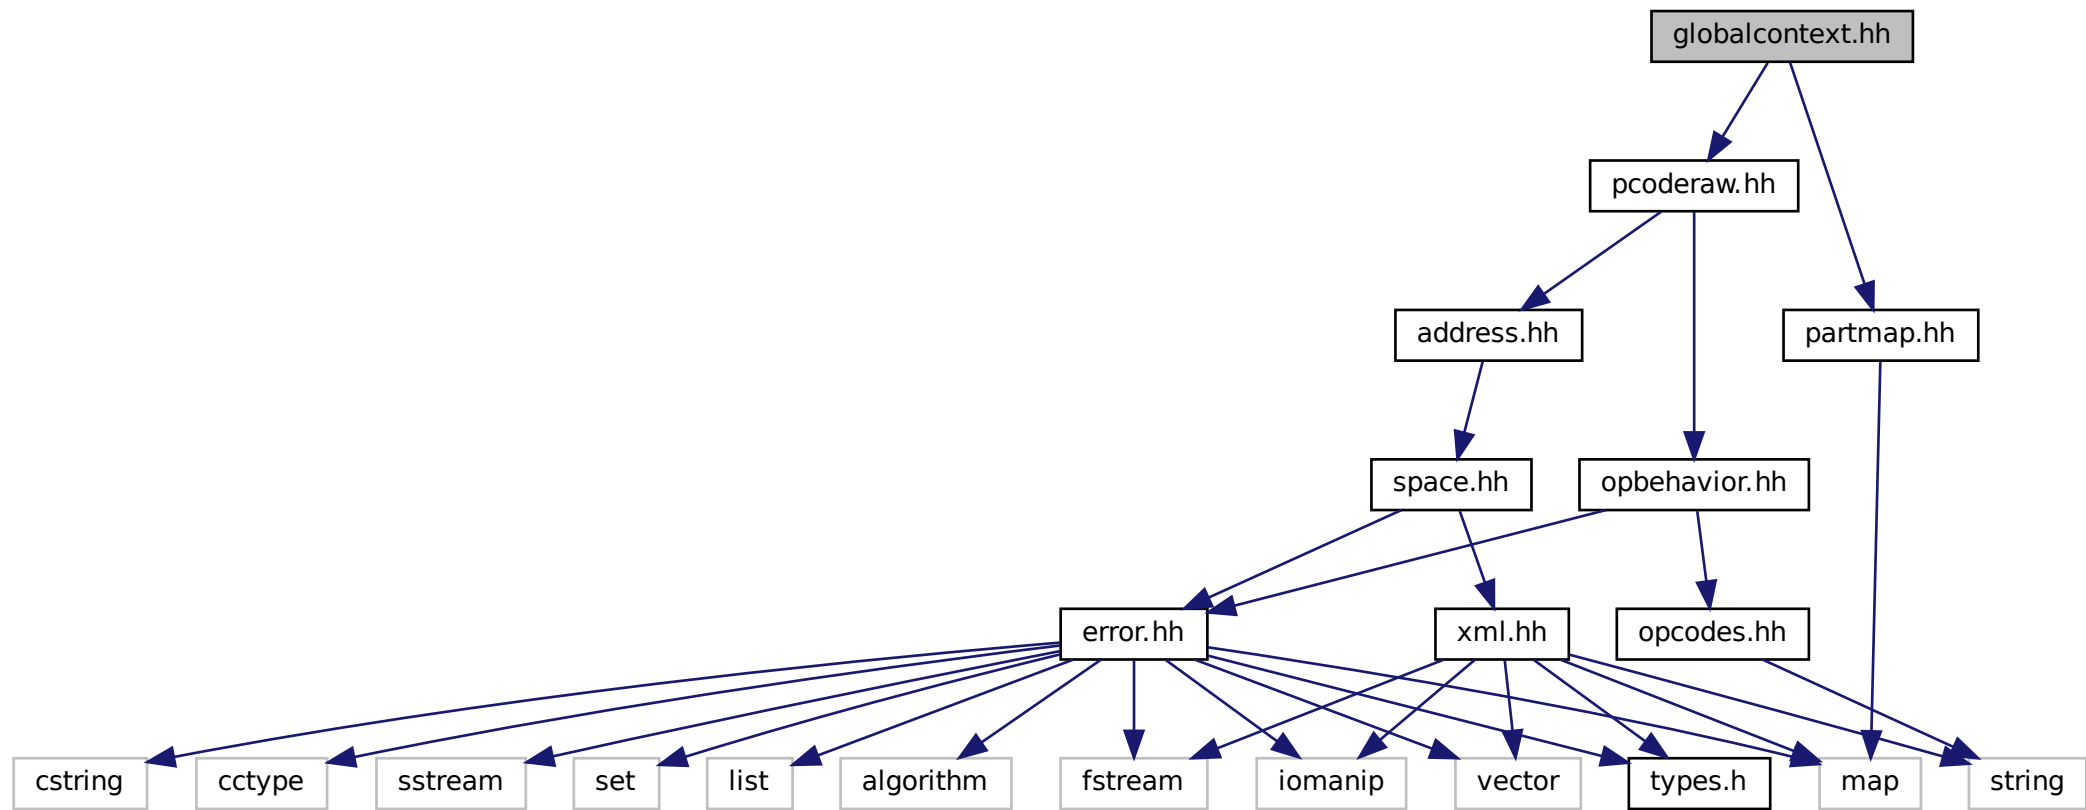 globalcontext.hh
pcoderaw.hh
address.hh
partmap.hh
space.hh
opbehavior.hh
error.hh
xml.hh
opcodes.hh
cstring
cctype
sstream
set
list
algorithm
fstream
iomanip
vector
types.h
map
string